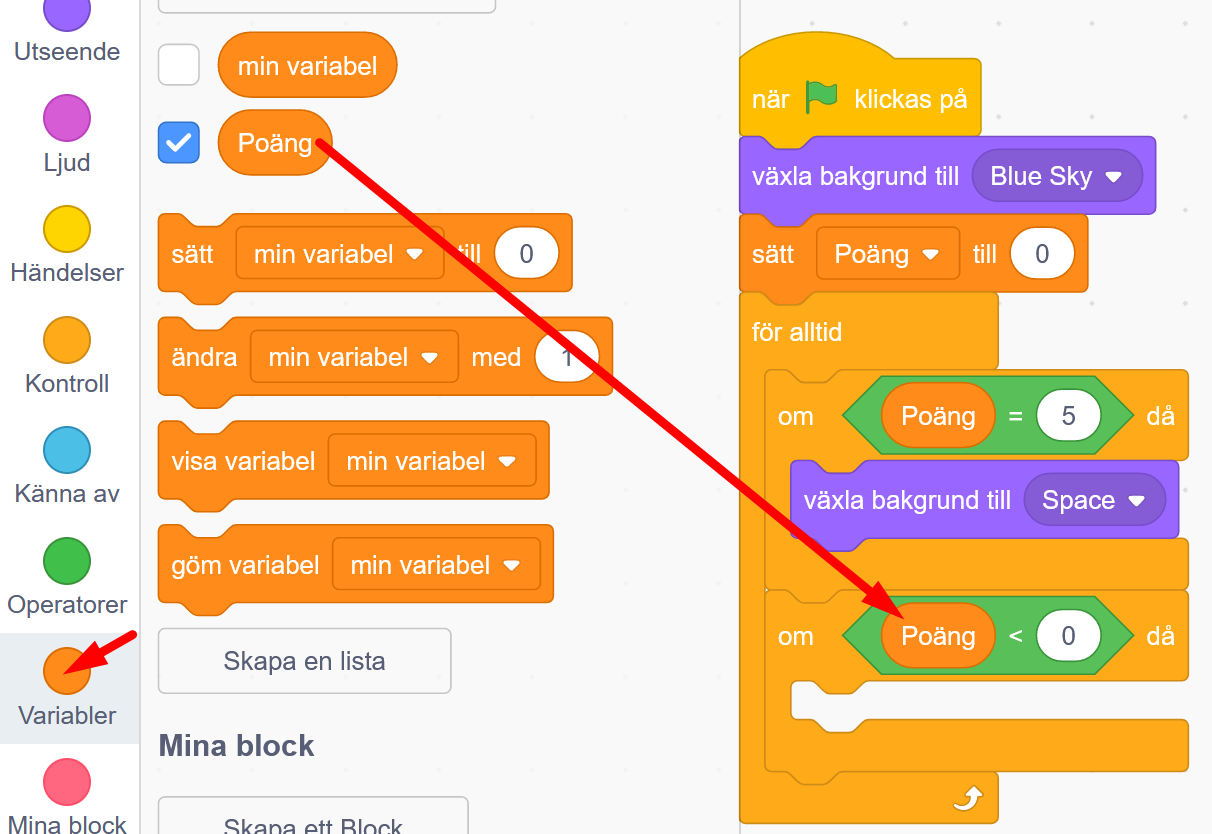 Utseende
Ljud
Händelser
Kontroll
Känna av
Operatorer
Variabler
Mina block
min variabel
Poäng
sätt min variabel till 0
ändra min variabel med 1
visa variabel min variabel
göm variabel min variabel
Skapa en lista
Mina block
Skapa ett Block
när klickas på
växla bakgrund till Blue Sky
sätt Poäng till 0
för alltid
om Poäng = 5 då
växla bakgrund till Space
om Poäng < 0 då